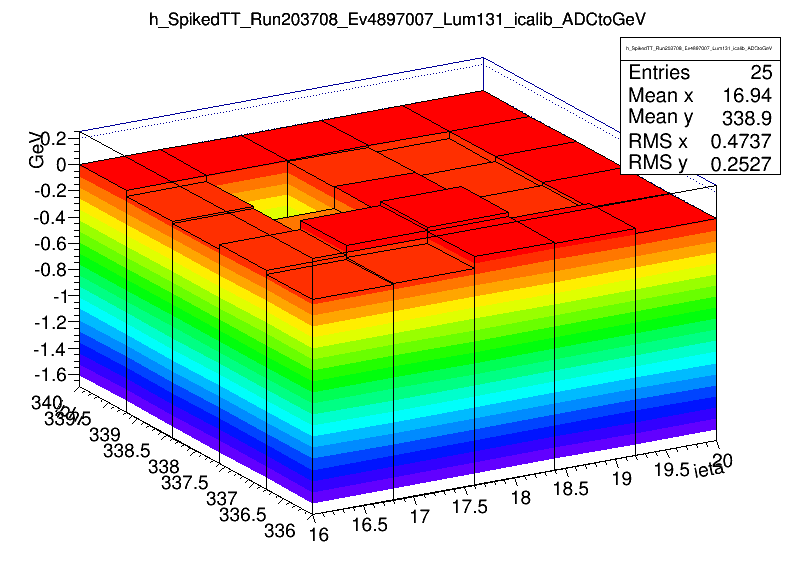 h_SpikedTT_Run203708_Ev4897007_Lum131_icalib_ADCtoGeV
h_SpikedTT_Run203708_Ev4897007_Lum131_icalib_ADCtoGeV
Entries 25
Mean x 16.94
Mean y 338.9
RMS x 0.4737
RMS y 0.2527
GeV
0.2
0
-0.2
-0.4
-0.6
-0.8
-1
-1.2
-1.4
-1.6
340
339.5
339
338.5
338
337.5
337
336.5
336
iphi
16
16.5
17
17.5
18
18.5
19
19.5
20
ieta